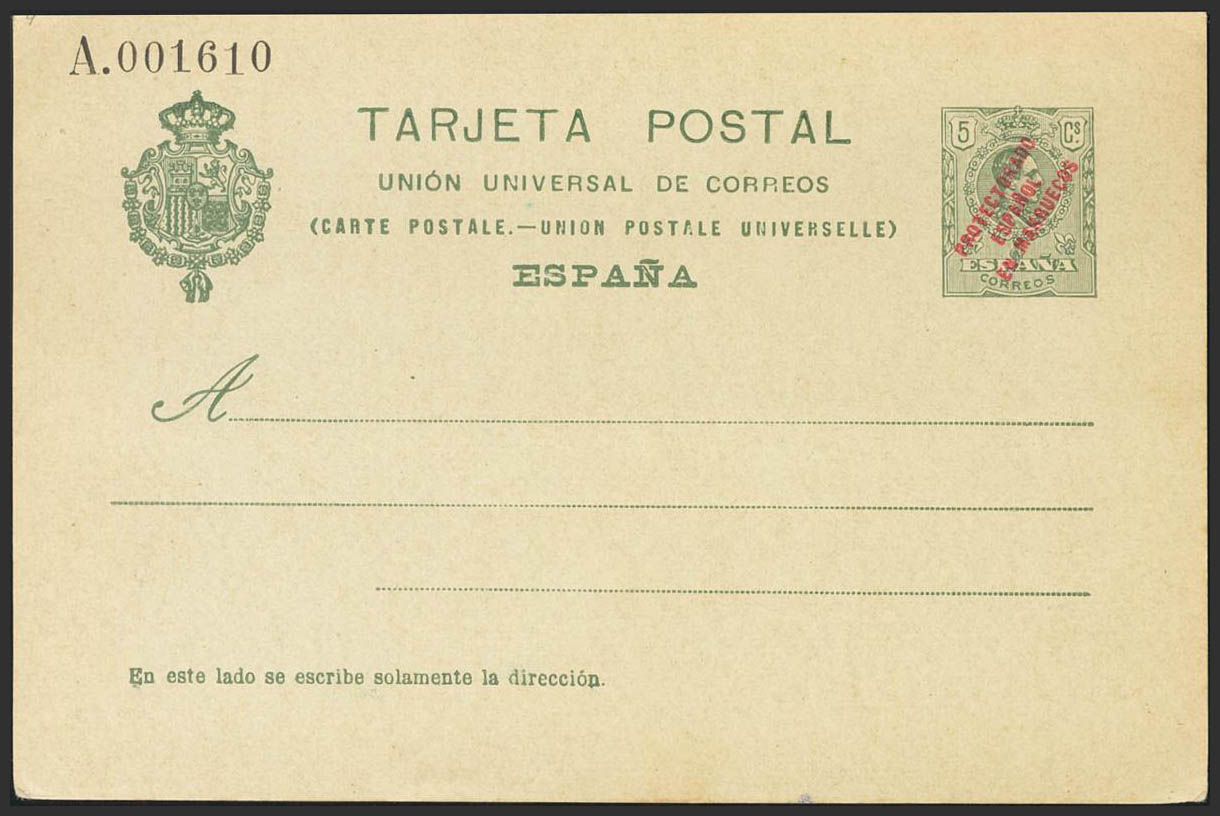 A.001610
TARJETA POSTAL
UNIÓN UNIVERSAL DE CORREOS
(CARTE POSTALE.—UNION POSTALE UNIVERSELLE)
ESPAÑA
5 Cs.
PROTECTORADO
ESPAÑOL
EN MARRUECOS
ESPAÑA
CORREOS
A
En este lado se escribe solamente la dirección.